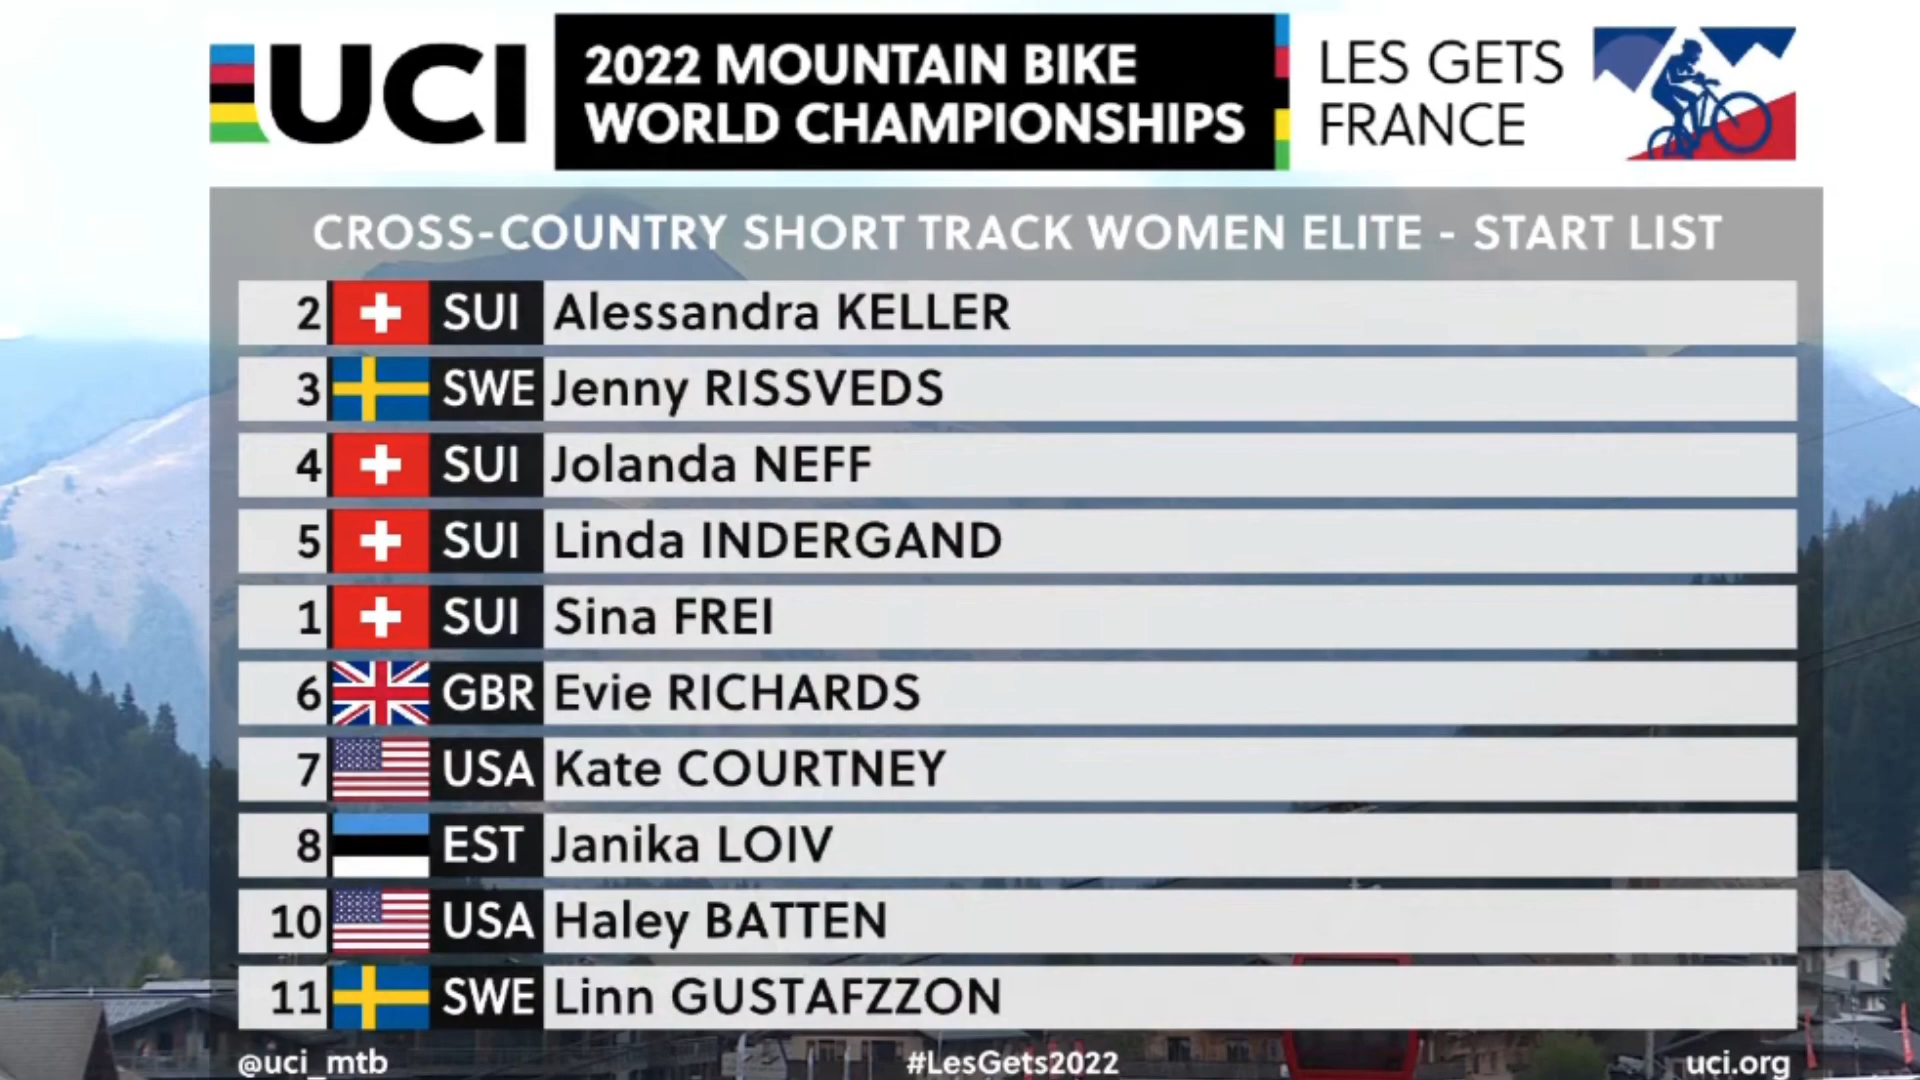 UCI
2022 MOUNTAIN BIKE
WORLD CHAMPIONSHIPS
LES GETS
FRANCE
CROSS-COUNTRY SHORT TRACK WOMEN ELITE - START LIST
2 SUI Alessandra KELLER
3 SWE Jenny RISSVEDS
4 SUI Jolanda NEFF
5 SUI Linda INDERGAND
1 SUI Sina FREI
6 GBR Evie RICHARDS
7 USA Kate COURTNEY
8 EST Janika LOIV
10 USA Haley BATTEN
11 SWE Linn GUSTAFZZON
@uci_mtb #LesGets2022 uci.org